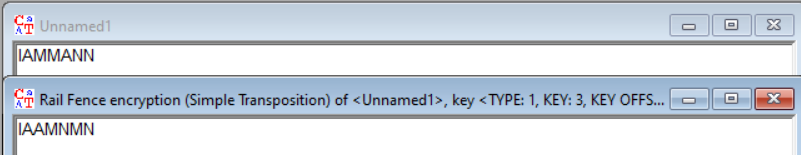 Unnamed1
IAMMANN
Rail Fence encryption (Simple Transposition) of <Unnamed1>, key <TYPE: 1, KEY: 3, KEY OFFS...
IAAMNMN